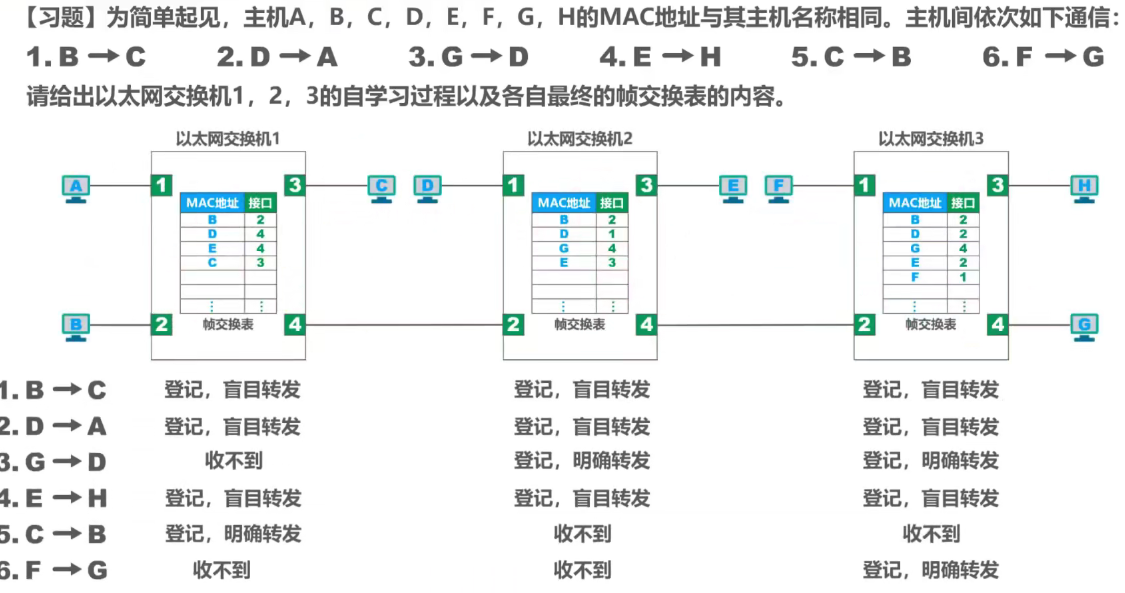 【习题】为简单起见，主机A，B，C，D，E，F，G，H的MAC地址与其主机名称相同。主机间依次如下通信：
1. B → C 2. D → A 3. G → D 4. E → H 5. C → B 6. F → G
请给出以太网交换机1，2，3的自学习过程以及各自最终的帧交换表的内容。
以太网交换机1 以太网交换机2 以太网交换机3
A 1 3 C D 1 3 E F 1 3 H
MAC地址 接口 MAC地址 接口 MAC地址 接口
B 2 B 2 B 2
D 4 D 1 D 2
E 4 G 4 G 4
C 3 E 3 E 2
F 1
⋮ ⋮ ⋮ ⋮ ⋮ ⋮
B 2 帧交换表 4 2 帧交换表 4 2 帧交换表 4 G
1. B → C 登记，盲目转发 登记，盲目转发 登记，盲目转发
2. D → A 登记，盲目转发 登记，盲目转发 登记，盲目转发
3. G → D 收不到 登记，明确转发 登记，明确转发
4. E → H 登记，盲目转发 登记，盲目转发 登记，盲目转发
5. C → B 登记，明确转发 收不到 收不到
6. F → G 收不到 收不到 登记，明确转发